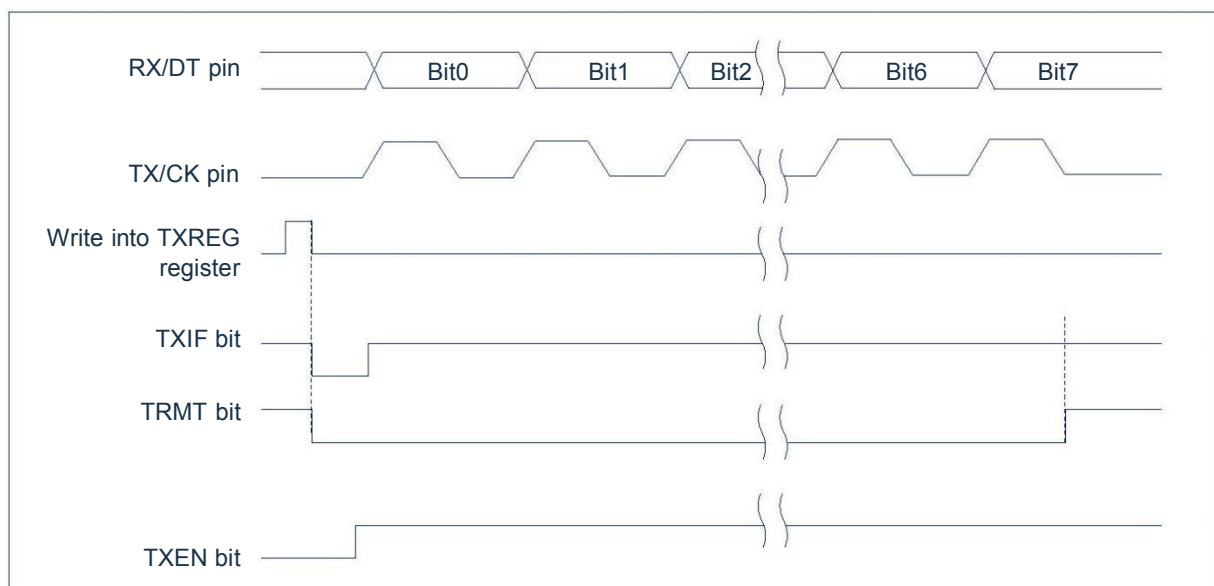 RX/DT pin
Bit0 Bit1 Bit2 Bit6 Bit7
TX/CK pin
Write into TXREG
register
TXIF bit
TRMT bit
TXEN bit